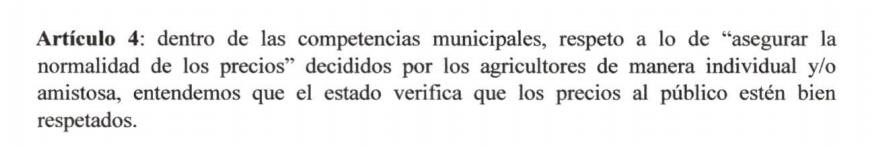 Artículo 4: dentro de las competencias municipales, respeto a lo de “asegurar la
normalidad de los precios” decididos por los agricultores de manera individual y/o
amistosa, entendemos que el estado verifica que los precios al público estén bien
respetados.